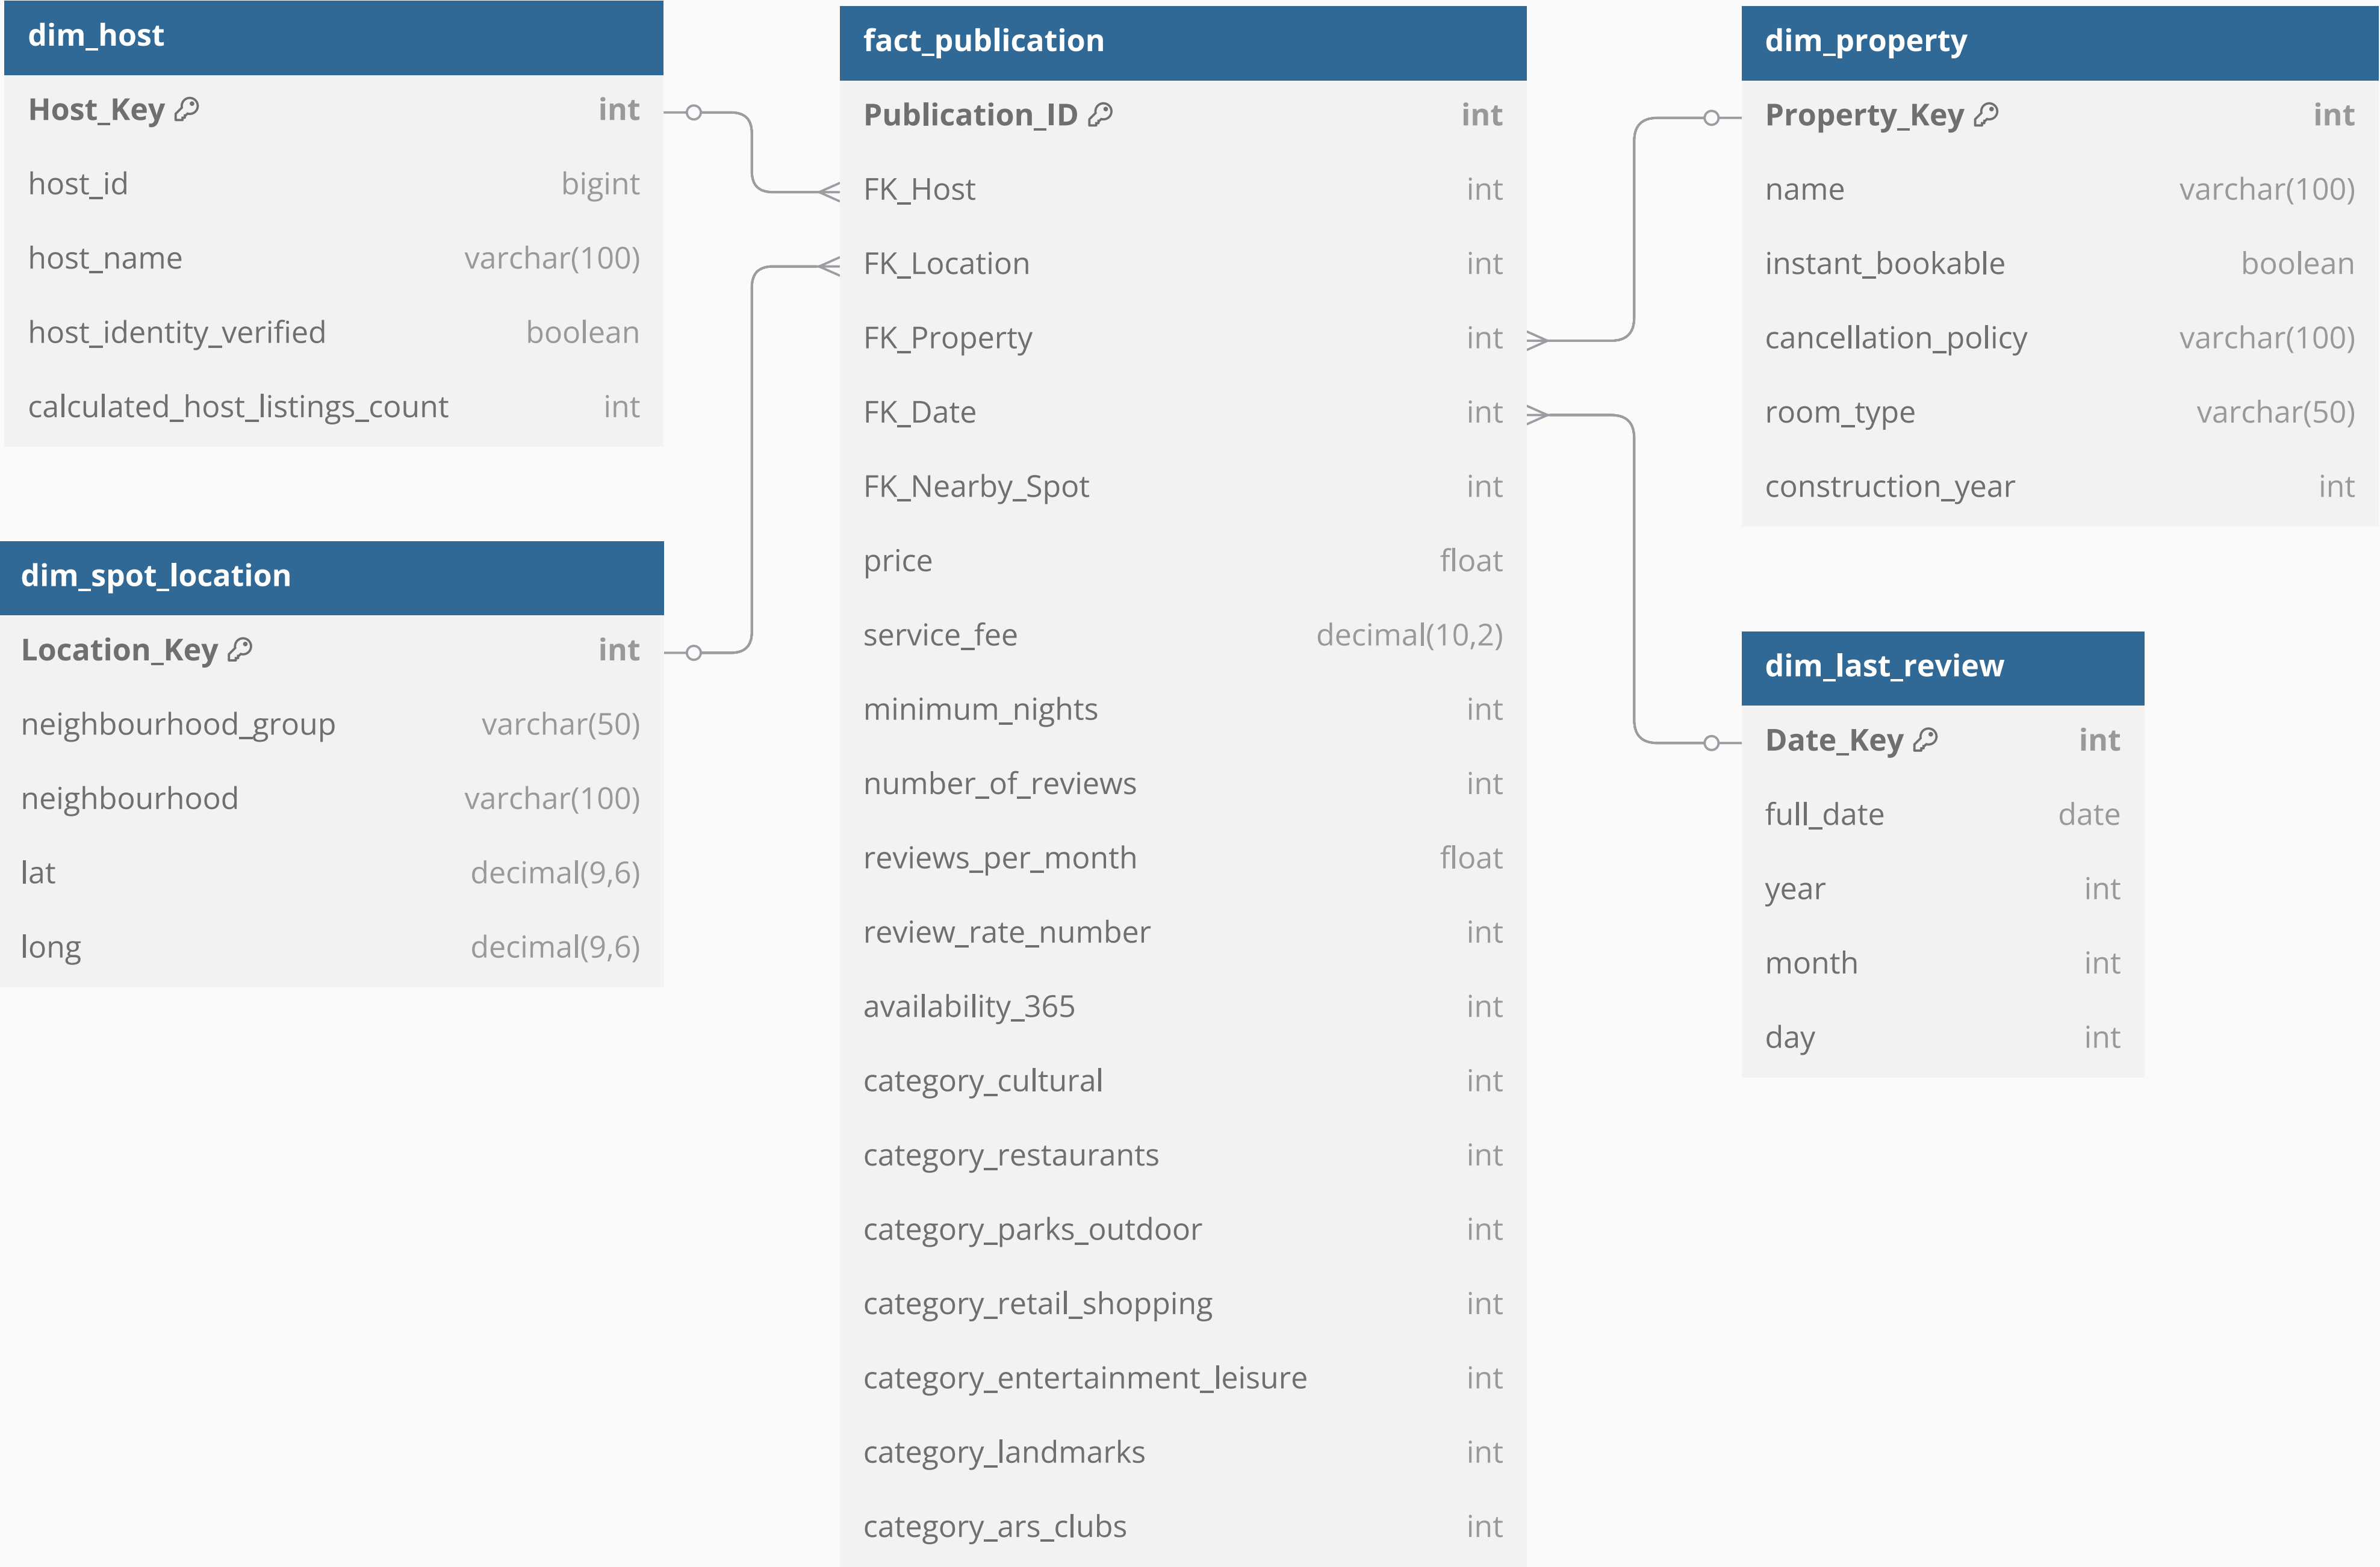 dim_host
Host_Key int
host_id bigint
host_name varchar(100)
host_identity_verified boolean
calculated_host_listings_count int
dim_spot_location
Location_Key int
neighbourhood_group varchar(50)
neighbourhood varchar(100)
lat decimal(9,6)
long decimal(9,6)
fact_publication
Publication_ID int
FK_Host int
FK_Location int
FK_Property int
FK_Date int
FK_Nearby_Spot int
price float
service_fee decimal(10,2)
minimum_nights int
number_of_reviews int
reviews_per_month float
review_rate_number int
availability_365 int
category_cultural int
category_restaurants int
category_parks_outdoor int
category_retail_shopping int
category_entertainment_leisure int
category_landmarks int
category_ars_clubs int
dim_property
Property_Key int
name varchar(100)
instant_bookable boolean
cancellation_policy varchar(100)
room_type varchar(50)
construction_year int
dim_last_review
Date_Key int
full_date date
year int
month int
day int